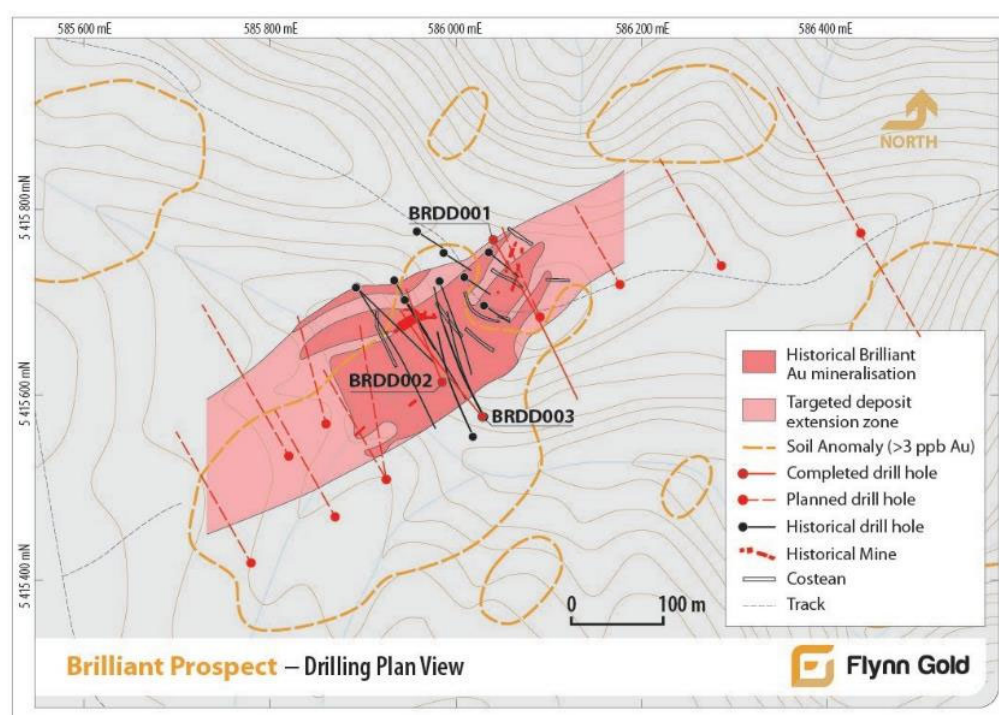 585 600 mE
585 800 mE
586 000 mE
586 200 mE
586 400 mE
5 415 800 mN
5 415 600 mN
5 415 400 mN
NORTH
BRDD001
BRDD002
BRDD003
Historical Brilliant
Au mineralisation
Targeted deposit
extension zone
Soil Anomaly (>3 ppb Au)
Completed drill hole
Planned drill hole
Historical drill hole
Historical Mine
Costean
Track
0 100 m
Brilliant Prospect – Drilling Plan View
Flynn Gold